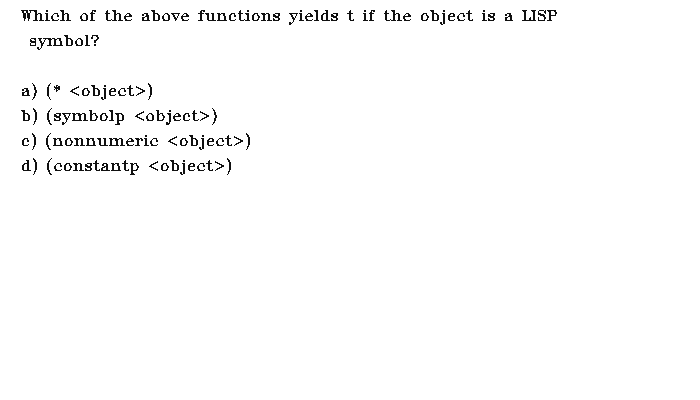 Which of the above functions yields t if the object is a LISP
symbol?
a) (* <object>)
b) (symbolp <object>)
c) (nonnumeric <object>)
d) (constantp <object>)